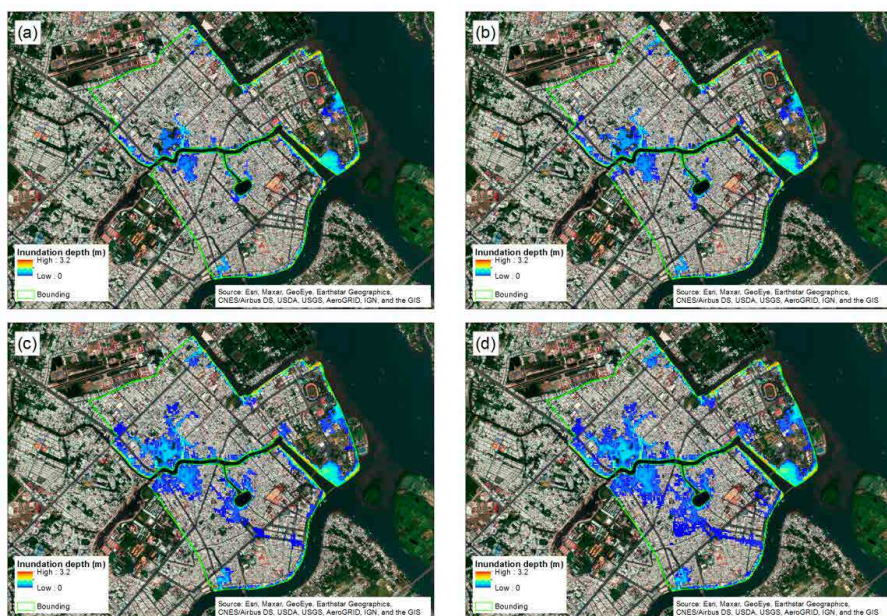 (a)
Inundation depth (m)
High : 3.2
Low : 0
Bounding
Source: Esri, Maxar, GeoEye, Earthstar Geographics,
CNES/Airbus DS, USDA, USGS, AeroGRID, IGN, and the GIS
(b)
Inundation depth (m)
High : 3.2
Low : 0
Bounding
Source: Esri, Maxar, GeoEye, Earthstar Geographics,
CNES/Airbus DS, USDA, USGS, AeroGRID, IGN, and the GIS
(c)
Inundation depth (m)
High : 3.2
Low : 0
Bounding
Source: Esri, Maxar, GeoEye, Earthstar Geographics,
CNES/Airbus DS, USDA, USGS, AeroGRID, IGN, and the GIS
(d)
Inundation depth (m)
High : 3.2
Low : 0
Bounding
Source: Esri, Maxar, GeoEye, Earthstar Geographics,
CNES/Airbus DS, USDA, USGS, AeroGRID, IGN, and the GIS